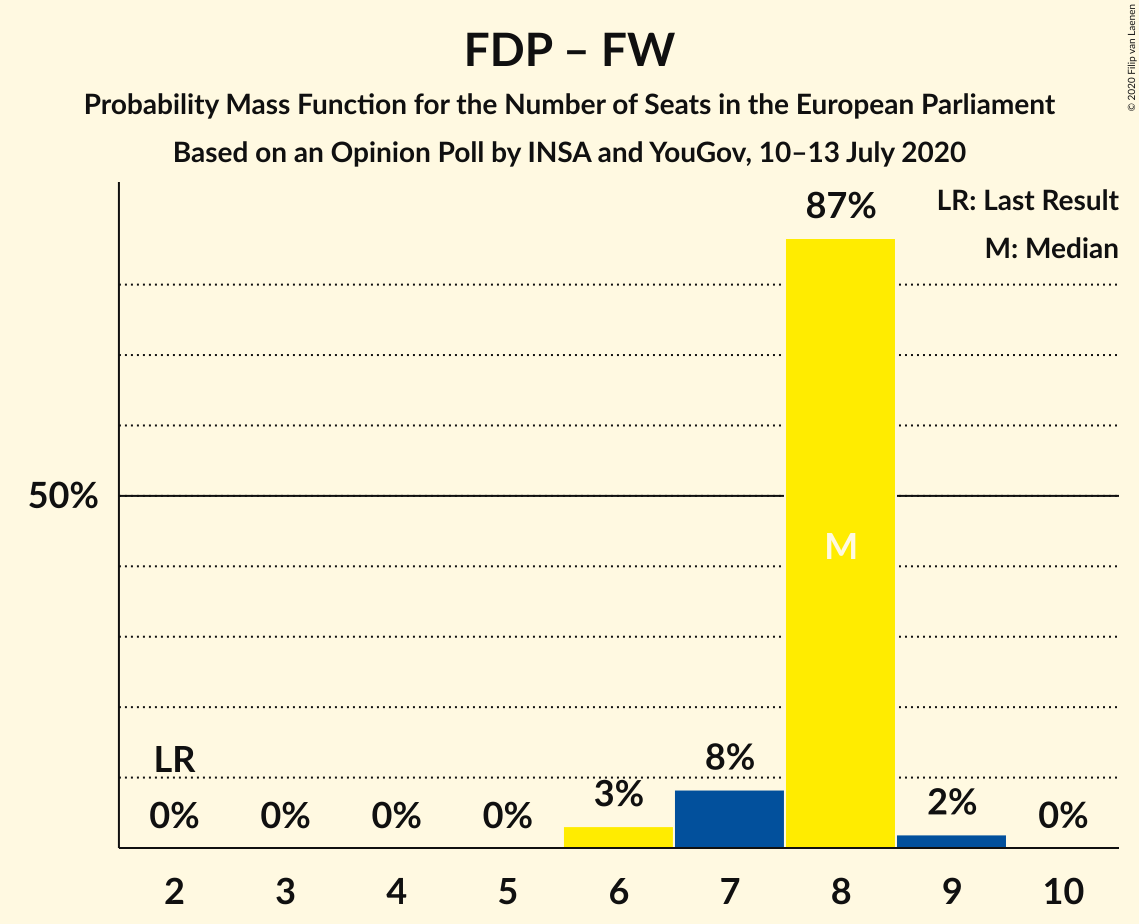 FDP – FW
Probability Mass Function for the Number of Seats in the European Parliament
Based on an Opinion Poll by INSA and YouGov, 10–13 July 2020
© 2020 Filip van Laenen
LR: Last Result
M: Median
87%
50%
M
LR
0%
0%
0%
0%
3%
8%
2%
0%
2
3
4
5
6
7
8
9
10